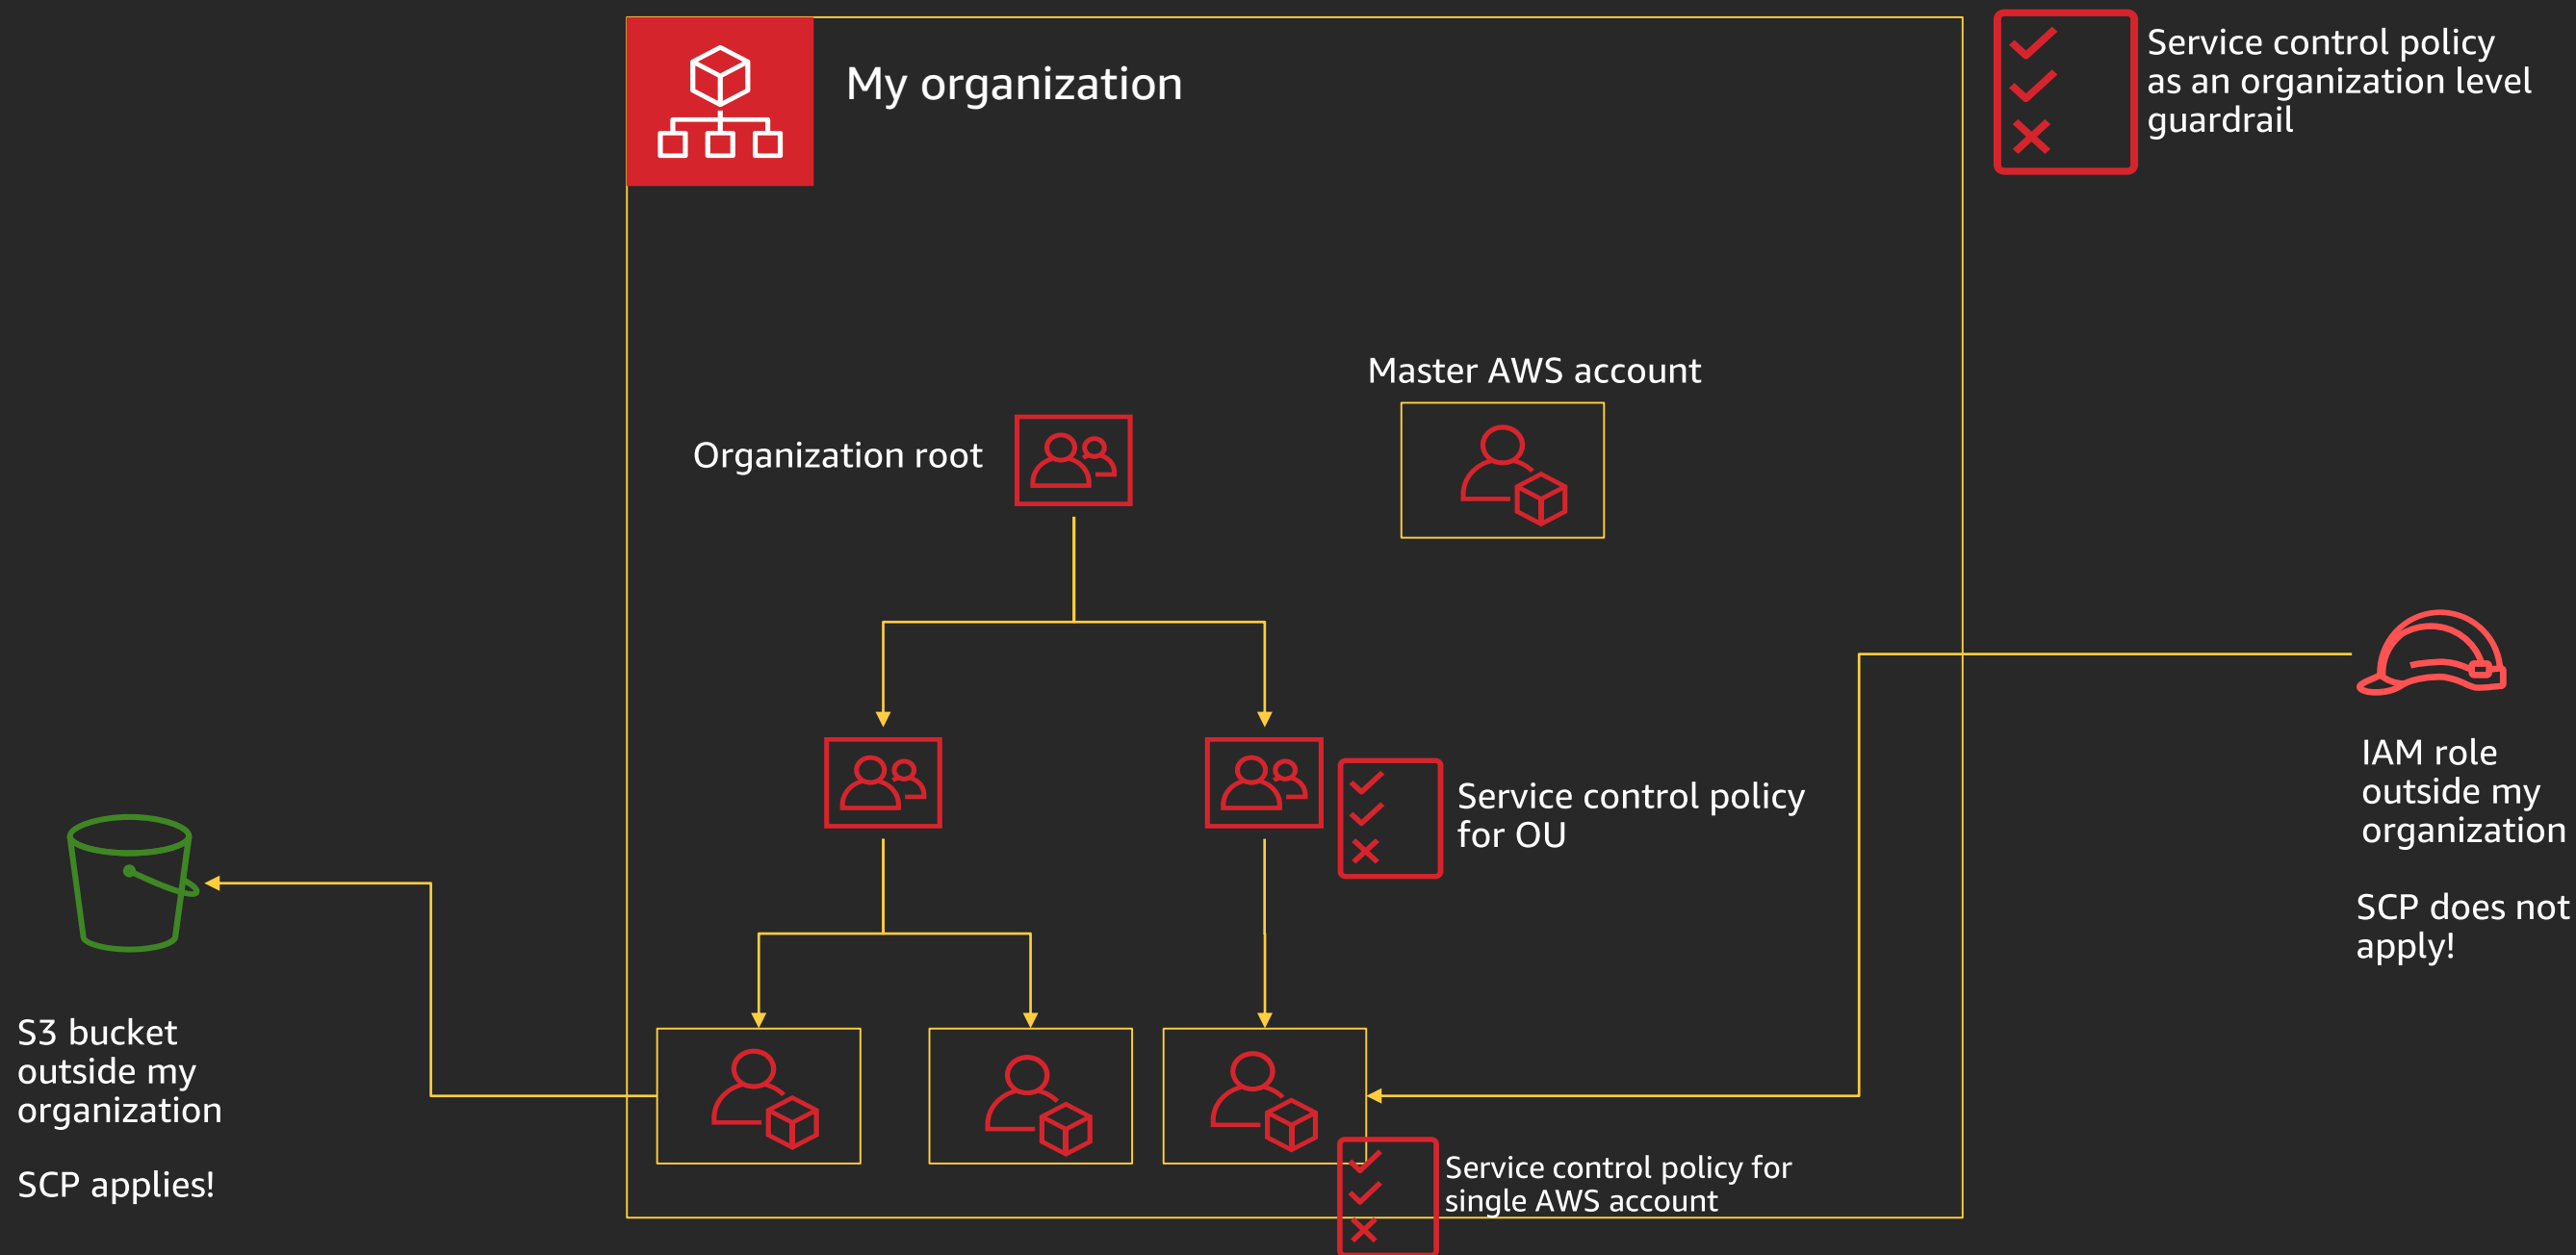 My organization
Service control policy
as an organization level
guardrail
Master AWS account
Organization root
Service control policy
for OU
IAM role
outside my
organization
SCP does not
apply!
S3 bucket
outside my
organization
SCP applies!
Service control policy for
single AWS account